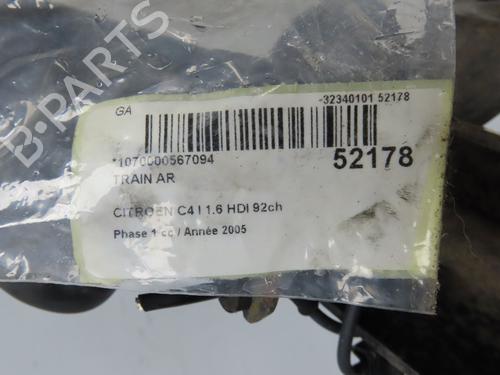 B-PARTS
GA
-32340101 52178
*1070000567094
52178
TRAIN AR
CITROEN C4 I 1.6 HDI 92ch
Phase 1 cc / Année 2005